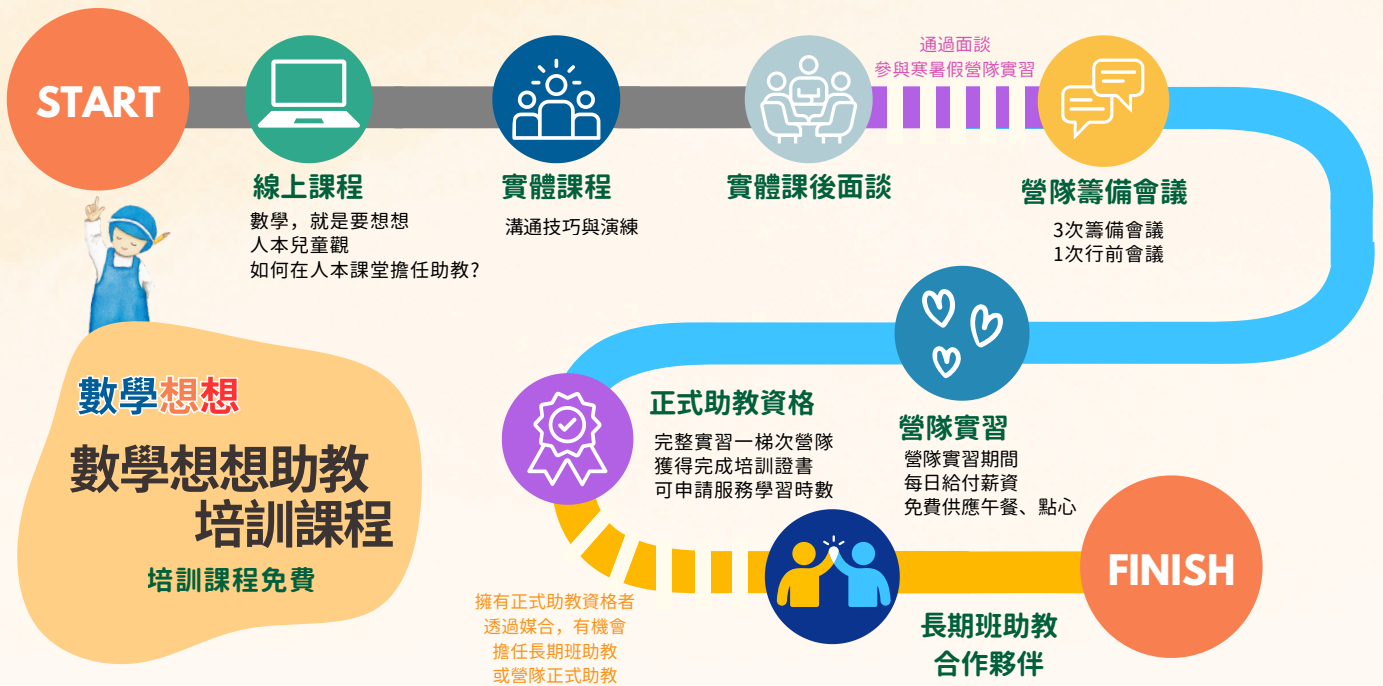 START
線上課程
數學，就是要想想
人本兒童觀
如何在人本課堂擔任助教?
實體課程
溝通技巧與演練
實體課後面談
通過面談
參與寒暑假營隊實習
營隊籌備會議
3次籌備會議
1次行前會議
營隊實習
營隊實習期間
每日給付薪資
免費供應午餐、點心
正式助教資格
完整實習一梯次營隊
獲得完成培訓證書
可申請服務學習時數
擁有正式助教資格者
透過媒合，有機會
擔任長期班助教
或營隊正式助教
長期班助教
合作夥伴
FINISH
數學想想
數學想想助教
培訓課程
培訓課程免費